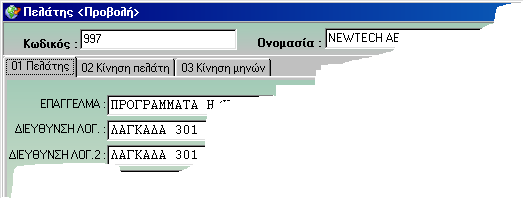 Πελάτης <Προβολή>
Κωδικός : 997 Ονομασία : NEWTECH AE
01 Πελάτης 02 Κίνηση πελάτη 03 Κίνηση μηνών
ΕΠΑΓΓΕΛΜΑ : ΠΡΟΓΡΑΜΜΑΤΑ
ΔΙΕΥΘΥΝΣΗ ΛΟΓ. : ΛΑΓΚΑΔΑ 301
ΔΙΕΥΘΥΝΣΗ ΛΟΓ.2 : ΛΑΓΚΑΔΑ 301